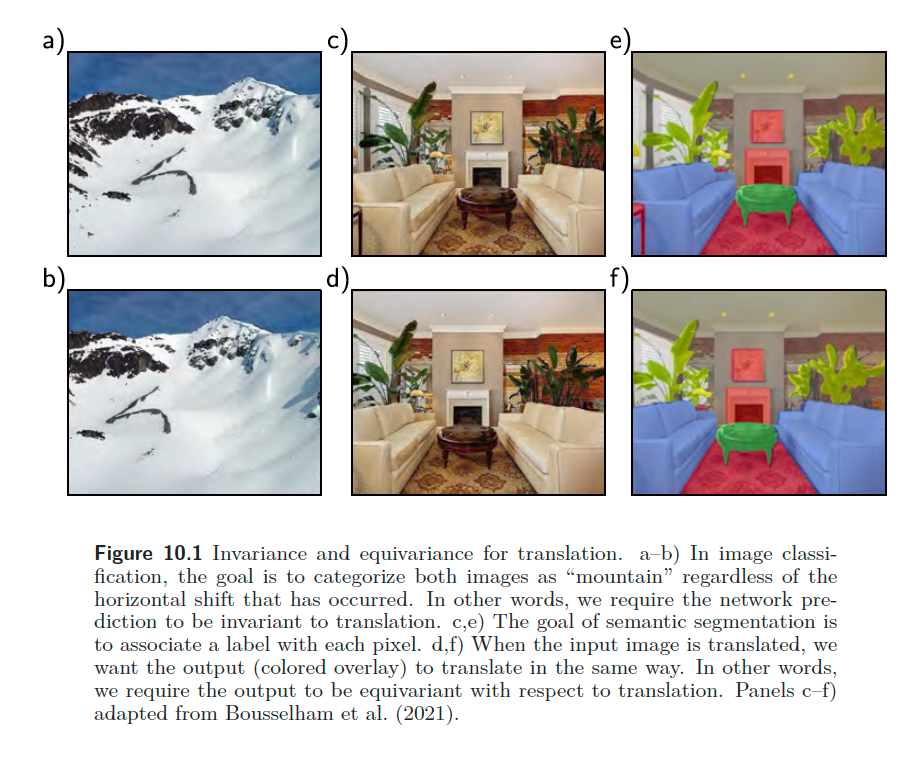 a)
c)
e)
b)
d)
f)
Figure 10.1 Invariance and equivariance for translation. a–b) In image classi-
fication, the goal is to categorize both images as “mountain” regardless of the
horizontal shift that has occurred. In other words, we require the network pre-
diction to be invariant to translation. c,e) The goal of semantic segmentation is
to associate a label with each pixel. d,f) When the input image is translated, we
want the output (colored overlay) to translate in the same way. In other words,
we require the output to be equivariant with respect to translation. Panels c–f)
adapted from Bousselham et al. (2021).